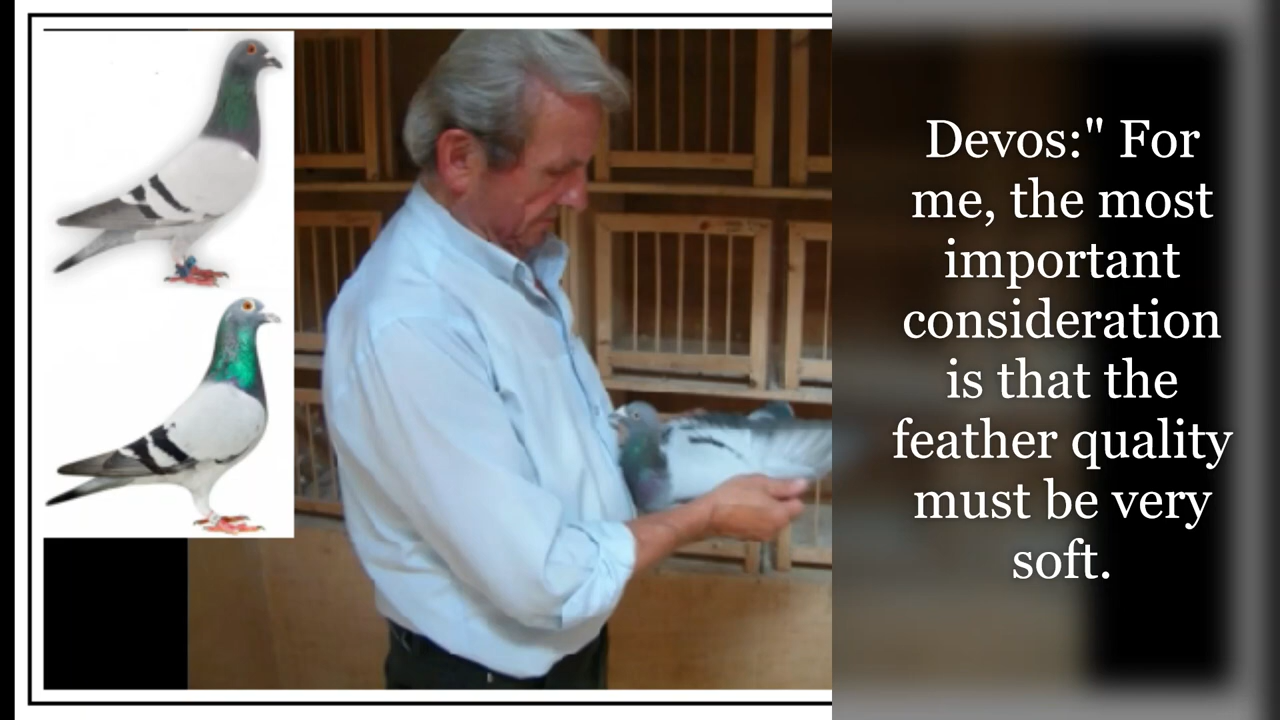 Devos:" For
me, the most
important
consideration
is that the
feather quality
must be very
soft.